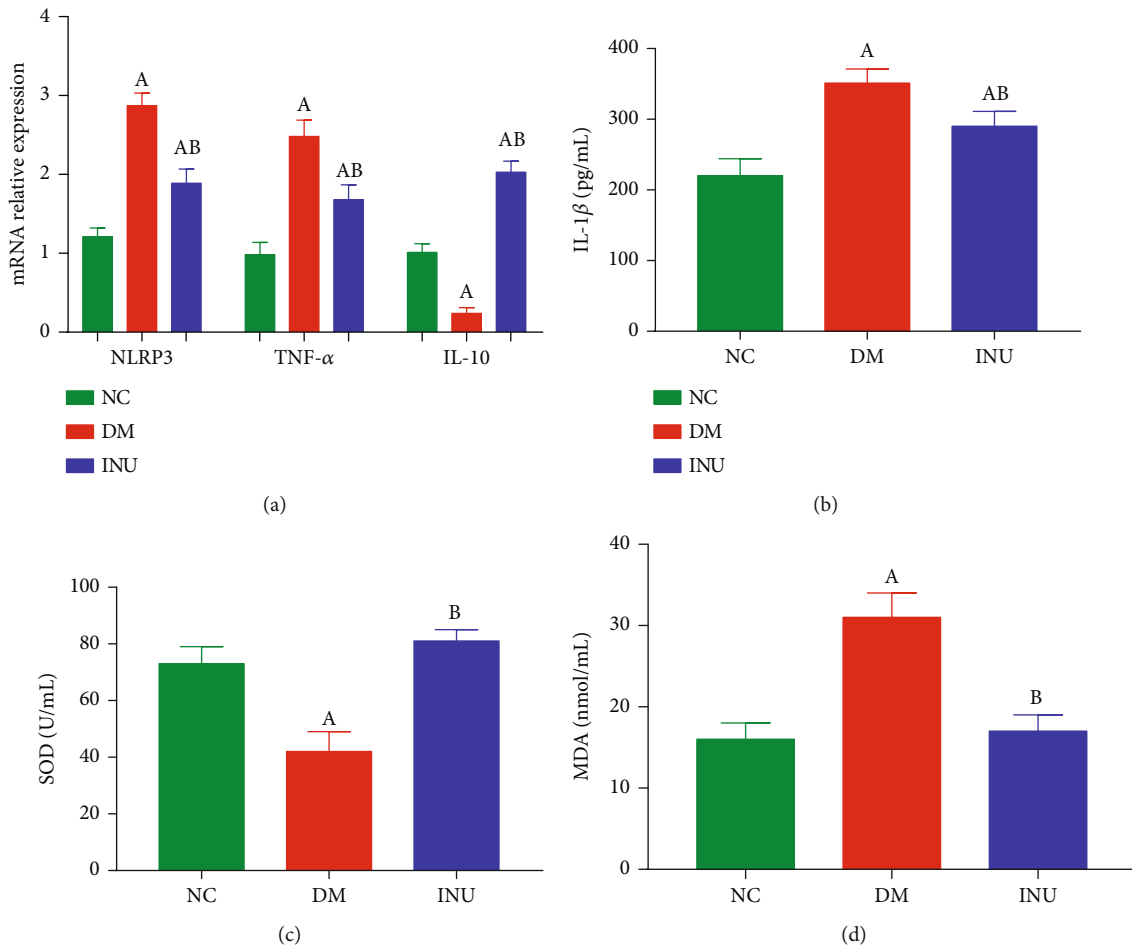 mRNA relative expression
4
3
2
1
0
A
AB
A
AB
A
AB
NLRP3 TNF-α IL-10
NC
DM
INU
(a)
IL-1β (pg/mL)
400
300
200
100
0
A
AB
NC DM INU
NC
DM
INU
(b)
SOD (U/mL)
100
80
60
40
20
0
A
B
NC DM INU
(c)
MDA (nmol/mL)
40
30
20
10
0
A
B
NC DM INU
(d)